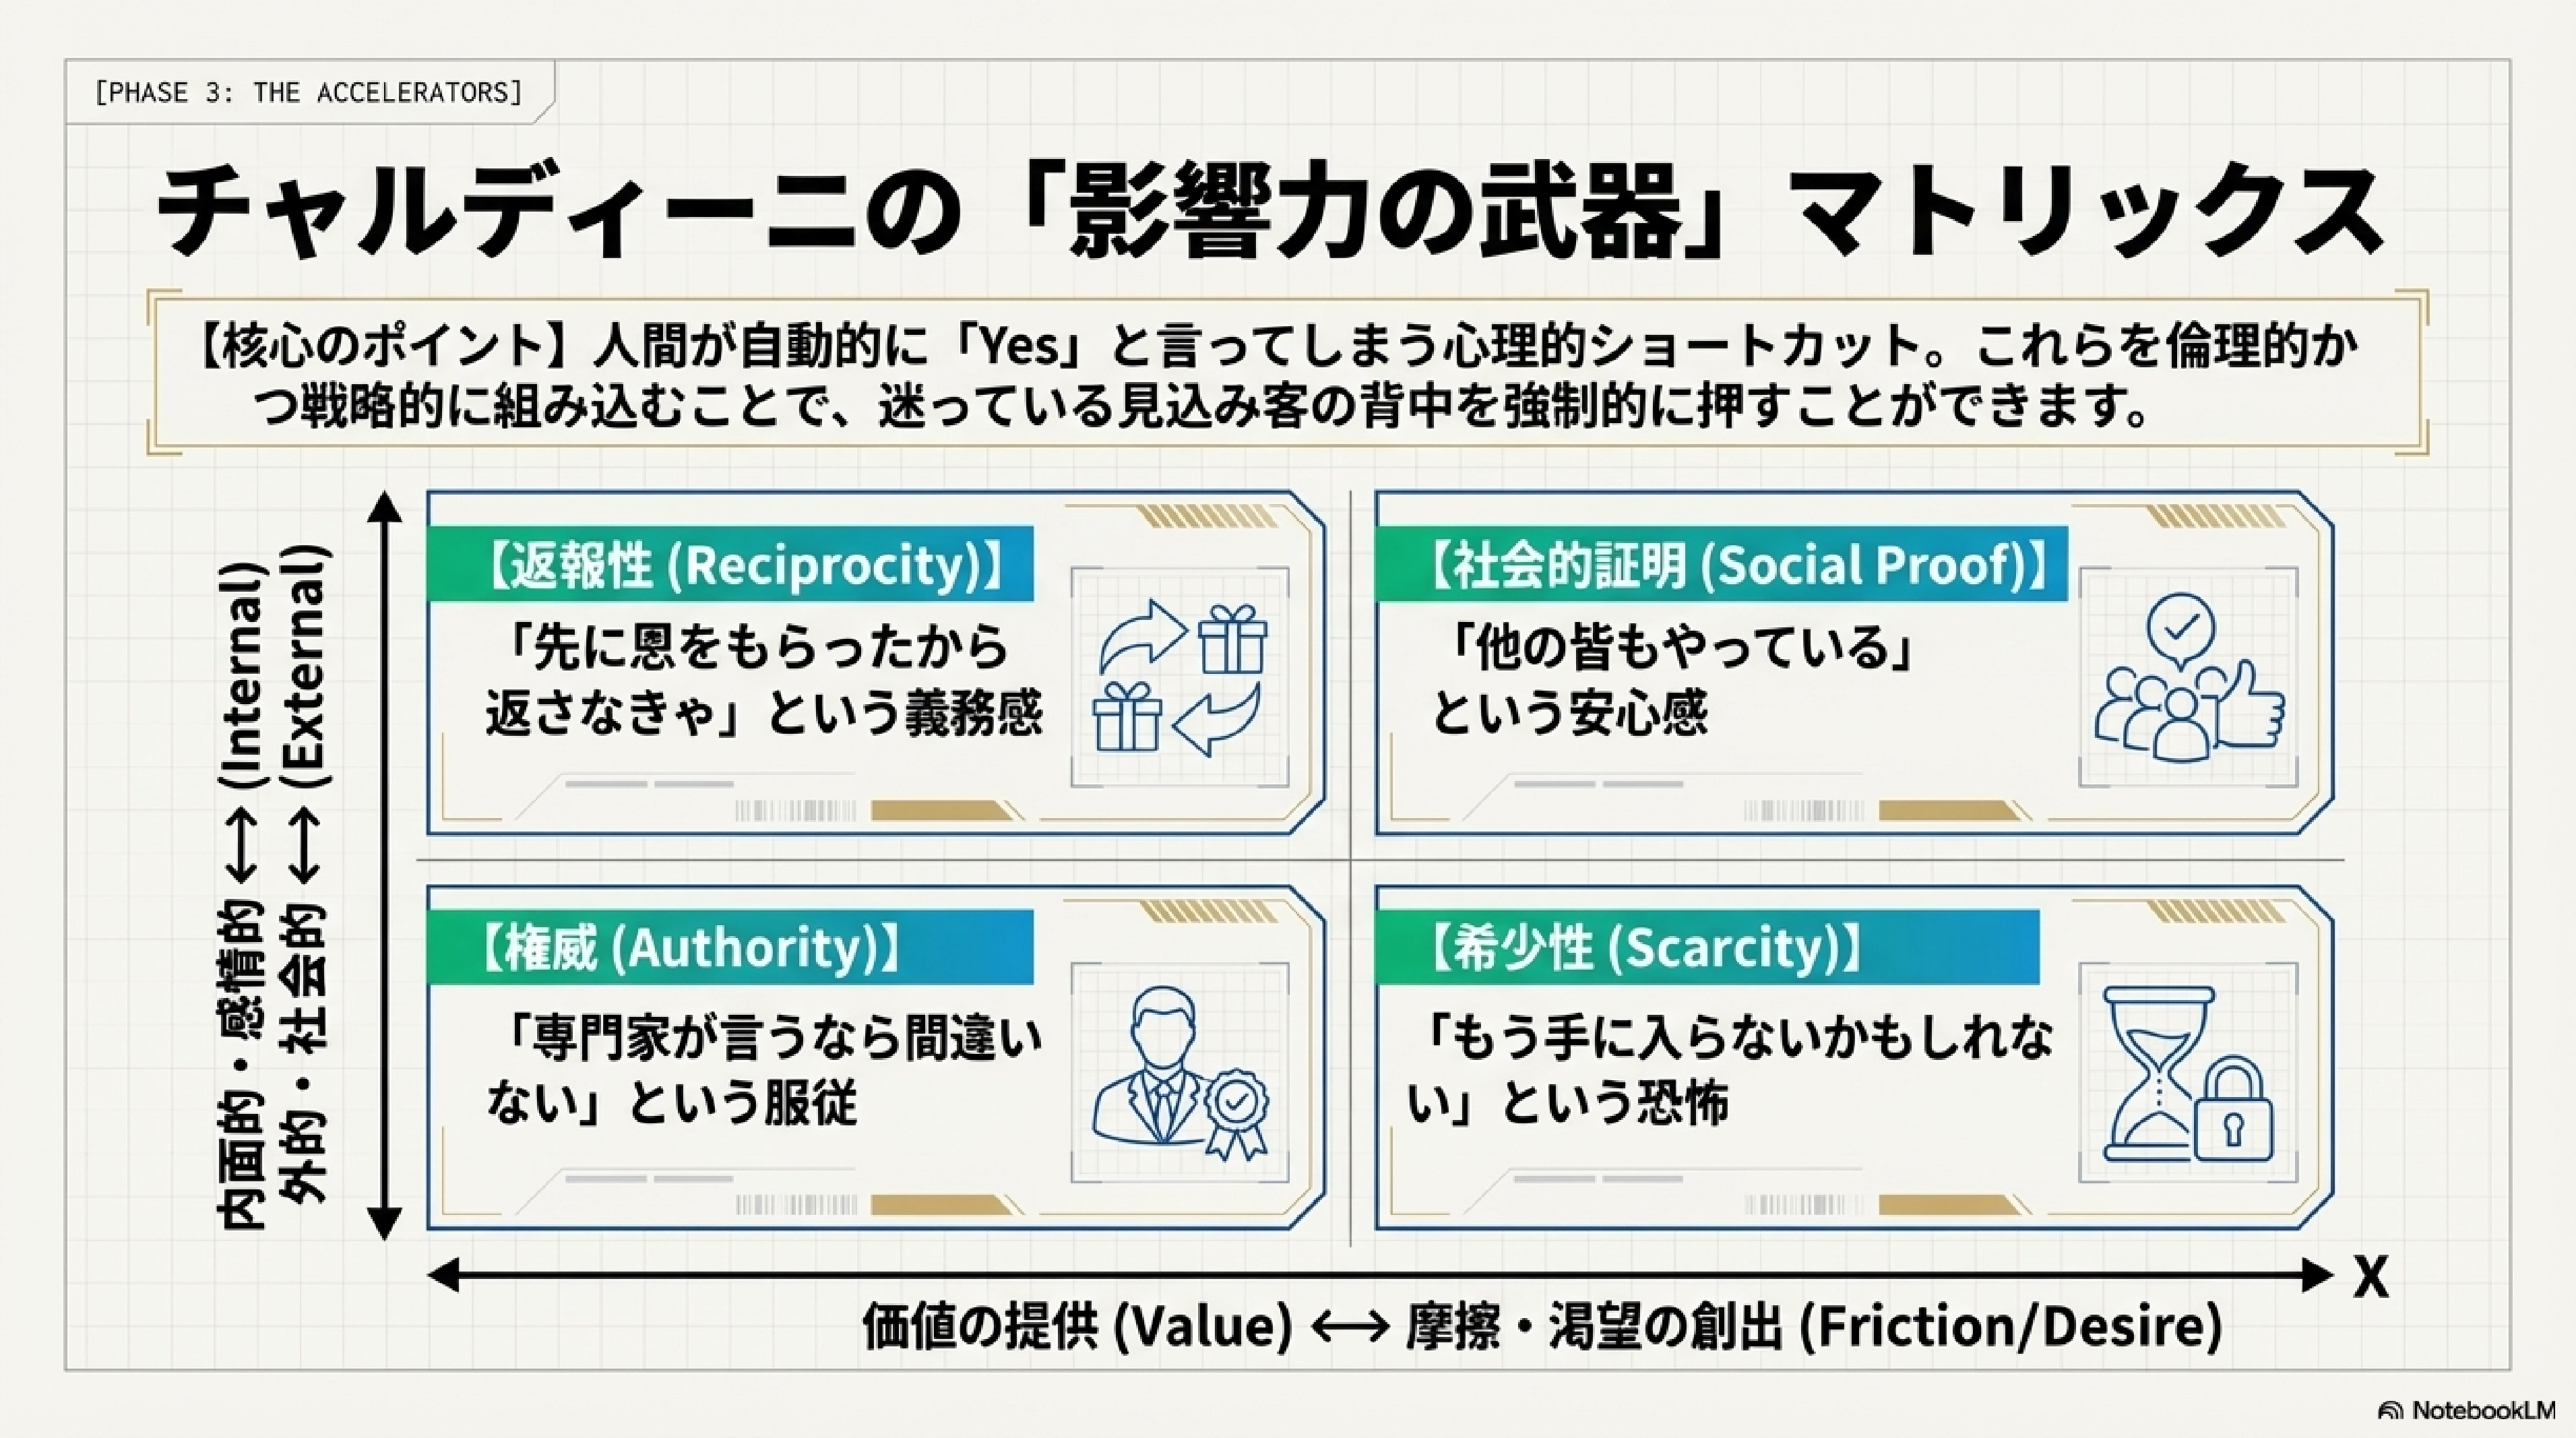 [PHASE 3: THE ACCELERATORS]
チャルディーニの「影響力の武器」マトリックス
【核心のポイント】人間が自動的に「Yes」と言ってしまう心理的ショートカット。これらを倫理的か
つ戦略的に組み込むことで、迷っている見込み客の背中を強制的に押すことができます。
内面的・感情的 ⟷ (Internal)
外的・社会的 ⟷ (External)
【返報性 (Reciprocity)】
「先に恩をもらったから
返さなきゃ」という義務感
【社会的証明 (Social Proof)】
「他の皆もやっている」
という安心感
【権威 (Authority)】
「専門家が言うなら間違い
ない」という服従
【希少性 (Scarcity)】
「もう手に入らないかもしれな
い」という恐怖
X
価値の提供 (Value) ⟷ 摩擦・渇望の創出 (Friction/Desire)
NotebookLM